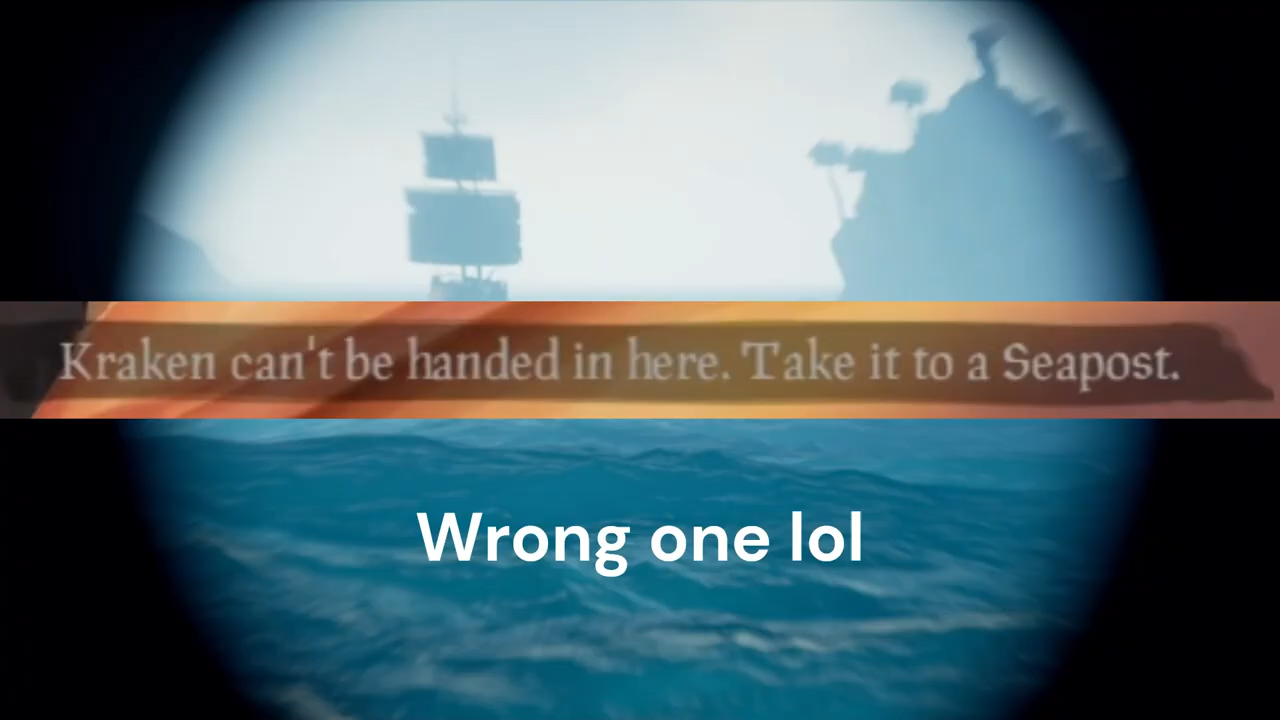 Kraken can't be handed in here. Take it to a Seapost.
Wrong one lol